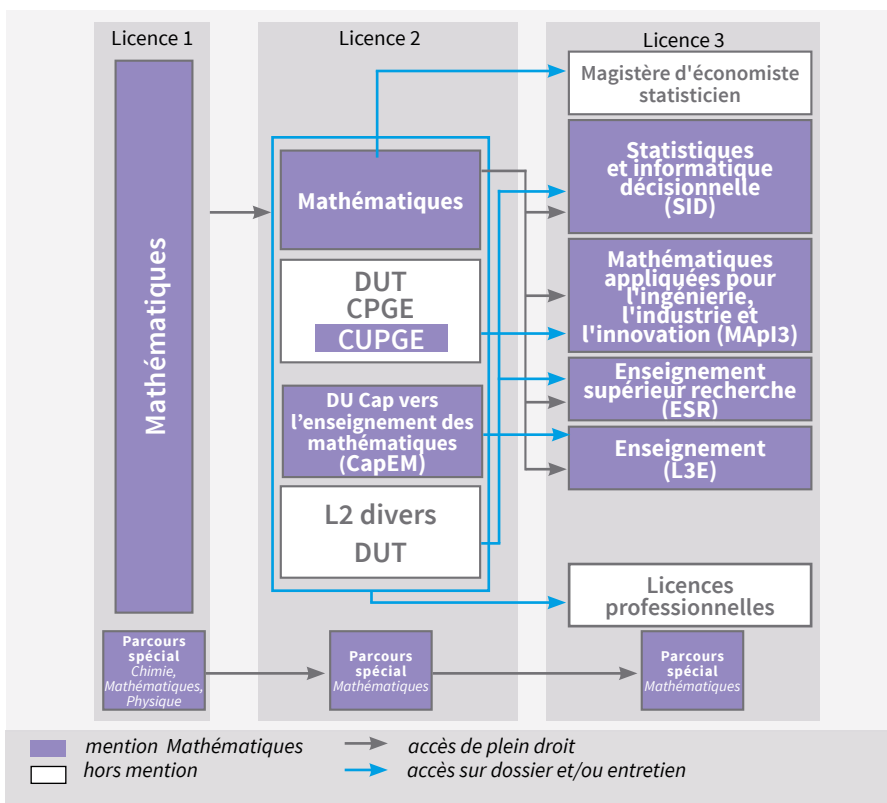 Licence 1
Mathématiques
Parcours
spécial
Chimie,
Mathématiques,
Physique
Licence 2
Mathématiques
DUT
CPGE
CUPGE
DU Cap vers
l’enseignement des
mathématiques
(CapEM)
L2 divers
DUT
Parcours
spécial
Mathématiques
Licence 3
Magistère d'économiste
statisticien
Statistiques
et informatique
décisionnelle
(SID)
Mathématiques
appliquées pour
l'ingénierie,
l'industrie et
l'innovation (MApI3)
Enseignement
supérieur recherche
(ESR)
Enseignement
(L3E)
Licences
professionnelles
Parcours
spécial
Mathématiques
mention Mathématiques
hors mention
accès de plein droit
accès sur dossier et/ou entretien